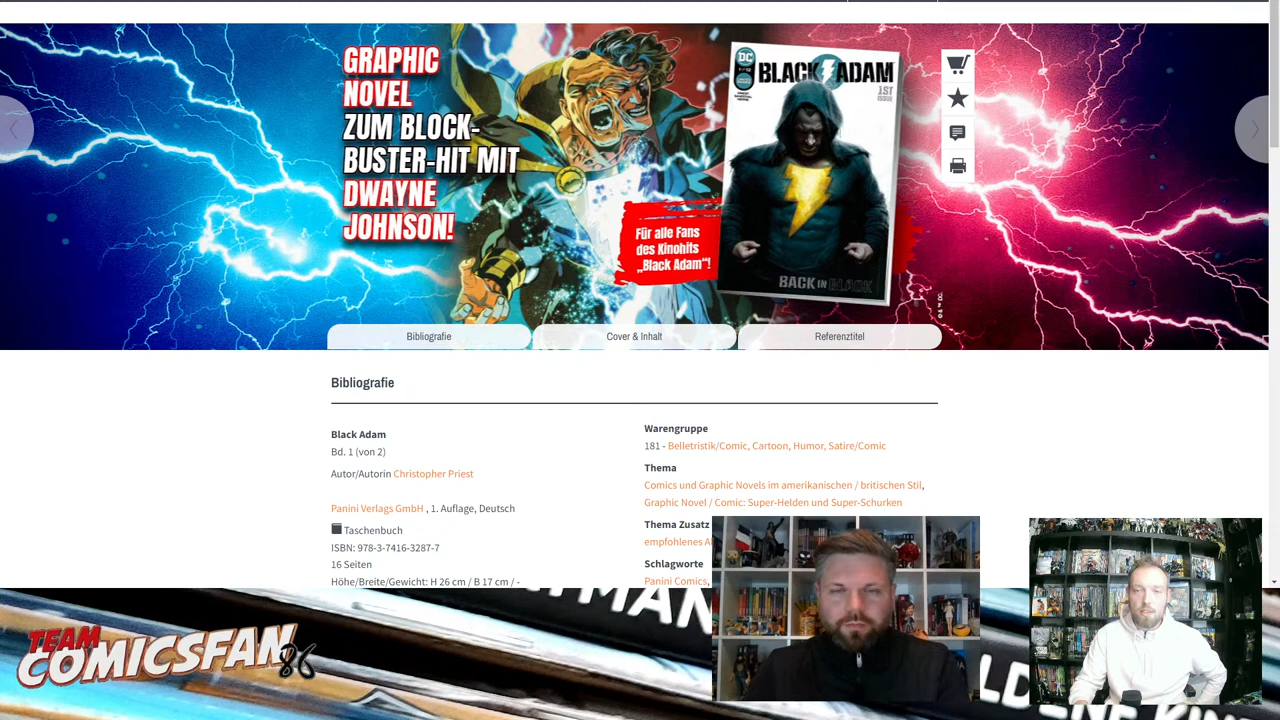 GRAPHIC
NOVEL
ZUM BLOCK-
BUSTER-HIT MIT
DWAYNE
JOHNSON!
DC
BLACK ADAM
1ST
ISSUE
Für alle Fans
des Kinohits
„Black Adam“!
BACK IN BLACK
Bibliografie
Cover & Inhalt
Referenztitel
Bibliografie
Black Adam
Bd. 1 (von 2)
Autor/Autorin Christopher Priest
Panini Verlags GmbH , 1. Auflage, Deutsch
Taschenbuch
ISBN: 978-3-7416-3287-7
16 Seiten
Höhe/Breite/Gewicht: H 26 cm / B 17 cm / -
Warengruppe
181 - Belletristik/Comic, Cartoon, Humor, Satire/Comic
Thema
Comics und Graphic Novels im amerikanischen / britischen Stil,
Graphic Novel / Comic: Super-Helden und Super-Schurken
Thema Zusatz
empfohlenes
Schlagworte
Panini Comics,
TEAM
COMICSFAN
86